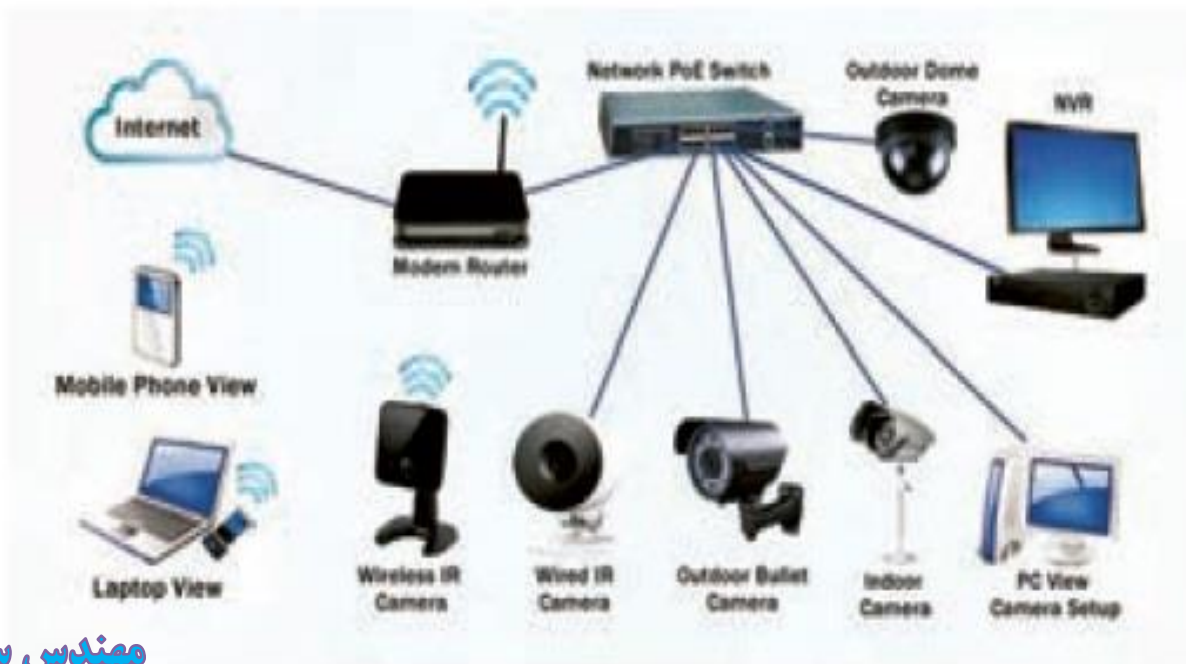 Internet
Network PoE Switch
Outdoor Dome
Camera
NVR
Modem Router
Mobile Phone View
Laptop View
Wireless IR
Camera
Wired IR
Camera
Outdoor Bullet
Camera
Indoor
Camera
PC View
Camera Setup
مهندس